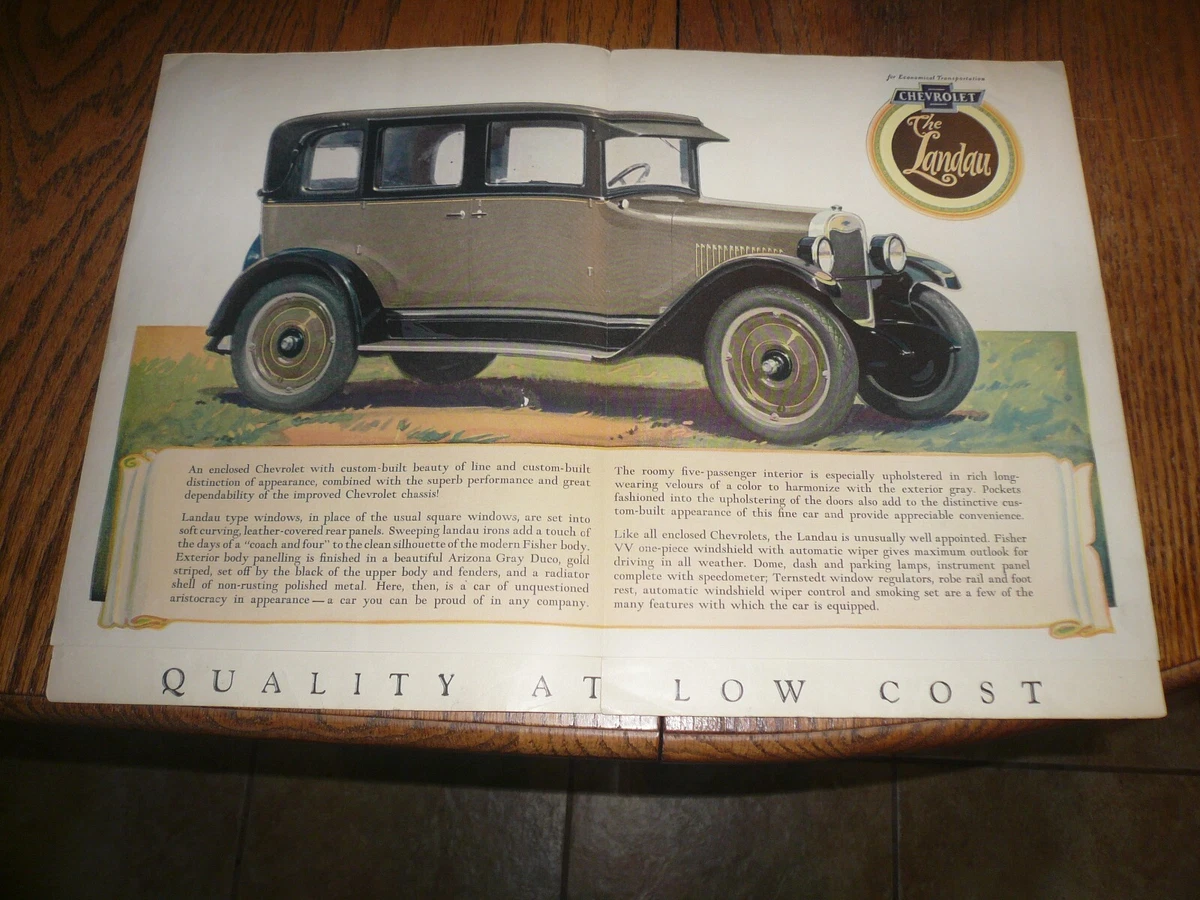 for Economical Transportation
CHEVROLET
The
Landau
An enclosed Chevrolet with custom-built beauty of line and custom-built
distinction of appearance, combined with the superb performance and great
dependability of the improved Chevrolet chassis!
Landau type windows, in place of the usual square windows, are set into
soft curving, leather-covered rear panels. Sweeping landau irons add a touch of
the days of a “coach and four” to the clean silhouette of the modern Fisher body.
Exterior body panelling is finished in a beautiful Arizona Gray Duco, gold
striped, set off by the black of the upper body and fenders, and a radiator
shell of non-rusting polished metal. Here, then, is a car of unquestioned
aristocracy in appearance — a car you can be proud of in any company.
The roomy five-passenger interior is especially upholstered in rich long-
wearing velours of a color to harmonize with the exterior gray. Pockets
fashioned into the upholstering of the doors also add to the distinctive cus-
tom-built appearance of this fine car and provide appreciable convenience.
Like all enclosed Chevrolets, the Landau is unusually well appointed. Fisher
VV one-piece windshield with automatic wiper gives maximum outlook for
driving in all weather. Dome, dash and parking lamps, instrument panel
complete with speedometer; Ternstedt window regulators, robe rail and foot
rest, automatic windshield wiper control and smoking set are a few of the
many features with which the car is equipped.
QUALITY AT LOW COST